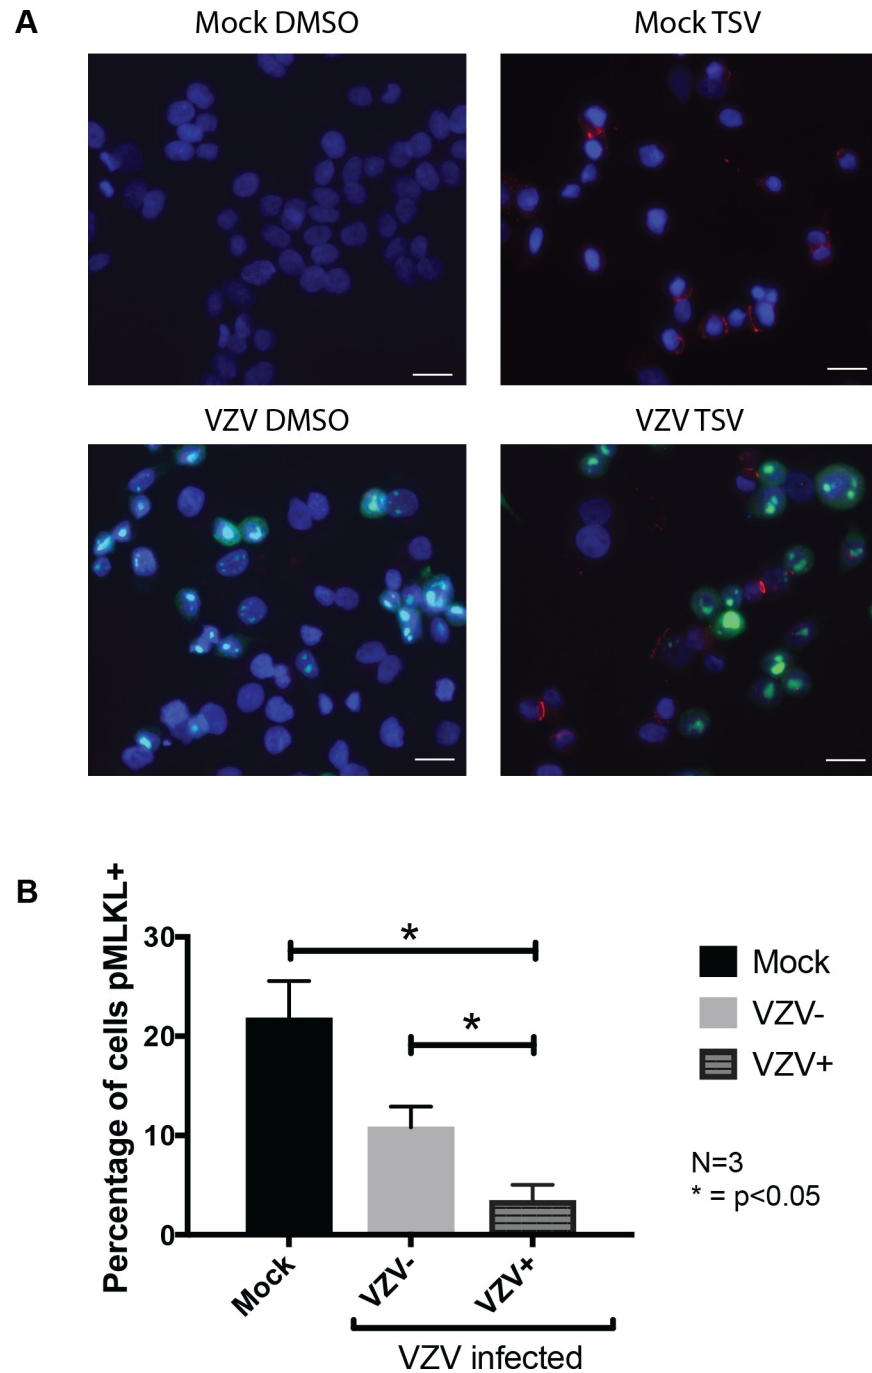 A
Mock DMSO
Mock TSV
VZV DMSO
VZV TSV
B
Percentage of cells pMLKL+
30
20
10
0
*
*
Mock
VZV-
VZV+
VZV infected
Mock
VZV-
VZV+
N=3
* = p<0.05